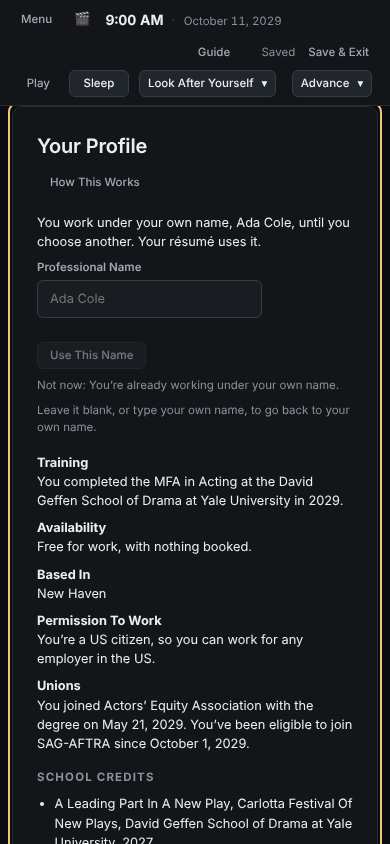 Menu 🎬 9:00 AM · October 11, 2029
Guide Saved Save & Exit
Play Sleep Look After Yourself ▾ Advance ▾
Your Profile
How This Works
You work under your own name, Ada Cole, until you
choose another. Your résumé uses it.
Professional Name
Ada Cole
Use This Name
Not now: You’re already working under your own name.
Leave it blank, or type your own name, to go back to your
own name.
Training
You completed the MFA in Acting at the David
Geffen School of Drama at Yale University in 2029.
Availability
Free for work, with nothing booked.
Based In
New Haven
Permission To Work
You’re a US citizen, so you can work for any
employer in the US.
Unions
You joined Actors’ Equity Association with the
degree on May 21, 2029. You’ve been eligible to join
SAG-AFTRA since October 1, 2029.
SCHOOL CREDITS
• A Leading Part In A New Play, Carlotta Festival Of
New Plays, David Geffen School of Drama at Yale
University, 2027